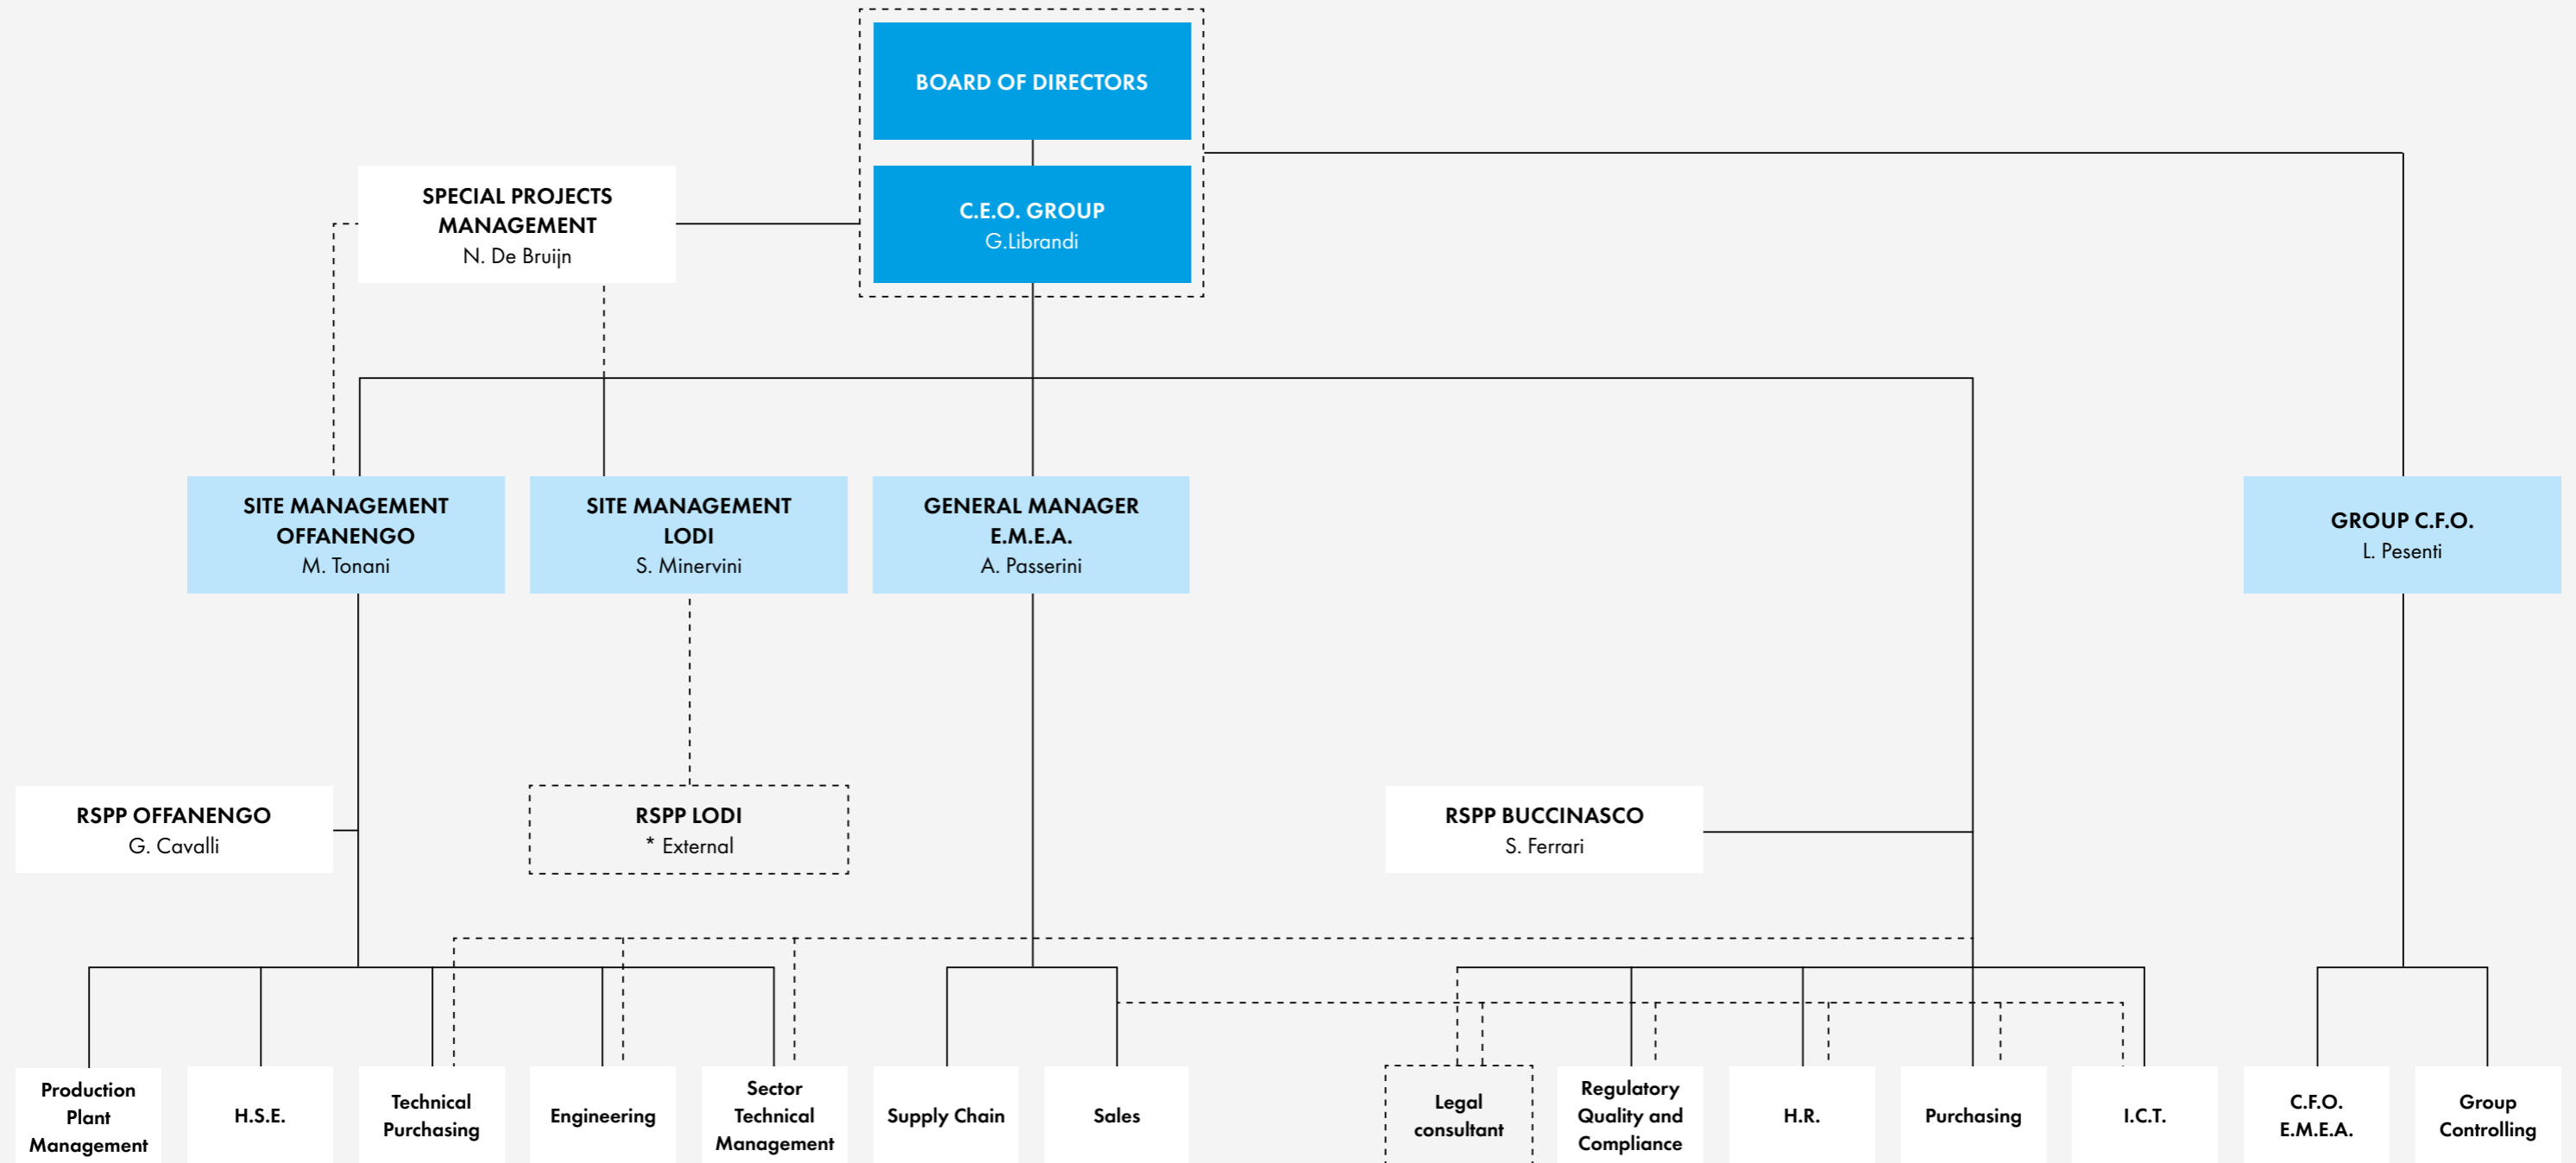 BOARD OF DIRECTORS
SPECIAL PROJECTS
MANAGEMENT
N. De Bruijn
C.E.O. GROUP
G.Librandi
SITE MANAGEMENT
OFFANENGO
M. Tonani
SITE MANAGEMENT
LODI
S. Minervini
GENERAL MANAGER
E.M.E.A.
A. Passerini
GROUP C.F.O.
L. Pesenti
RSPP OFFANENGO
G. Cavalli
RSPP LODI
* External
RSPP BUCCINASCO
S. Ferrari
Production
Plant
Management
H.S.E.
Technical
Purchasing
Engineering
Sector
Technical
Management
Supply Chain
Sales
Legal
consultant
Regulatory
Quality and
Compliance
H.R.
Purchasing
I.C.T.
C.F.O.
E.M.E.A.
Group
Controlling